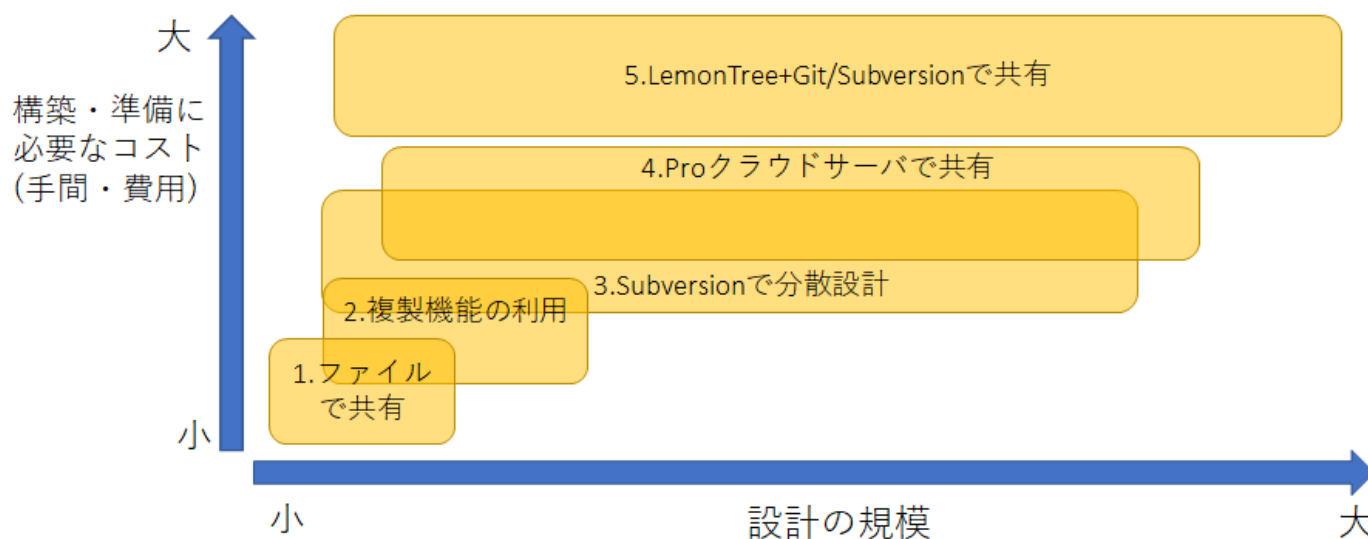 大
構築・準備に
必要なコスト
(手間・費用)
小
5.LemonTree+Git/Subversionで共有
4.Proクラウドサーバで共有
3.Subversionで分散設計
2.複製機能の利用
1.ファイル
で共有
小
設計の規模
大